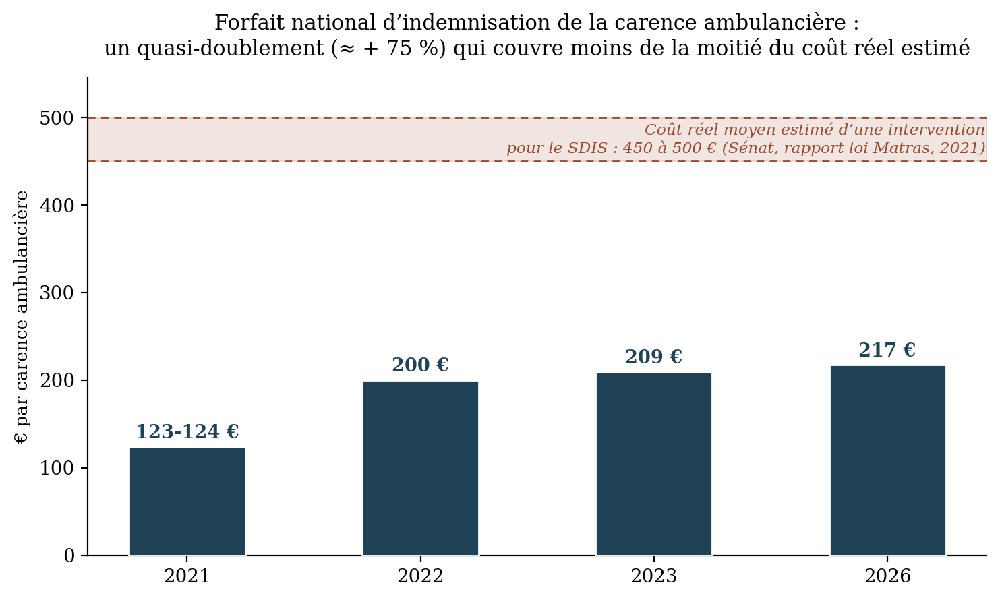 Forfait national d’indemnisation de la carence ambulancière :
un quasi-doublement (≈ + 75 %) qui couvre moins de la moitié du coût réel estimé
€ par carence ambulancière
500
400
300
200
100
0
Coût réel moyen estimé d’une intervention
pour le SDIS : 450 à 500 € (Sénat, rapport loi Matras, 2021)
123-124 €
200 €
209 €
217 €
2021
2022
2023
2026